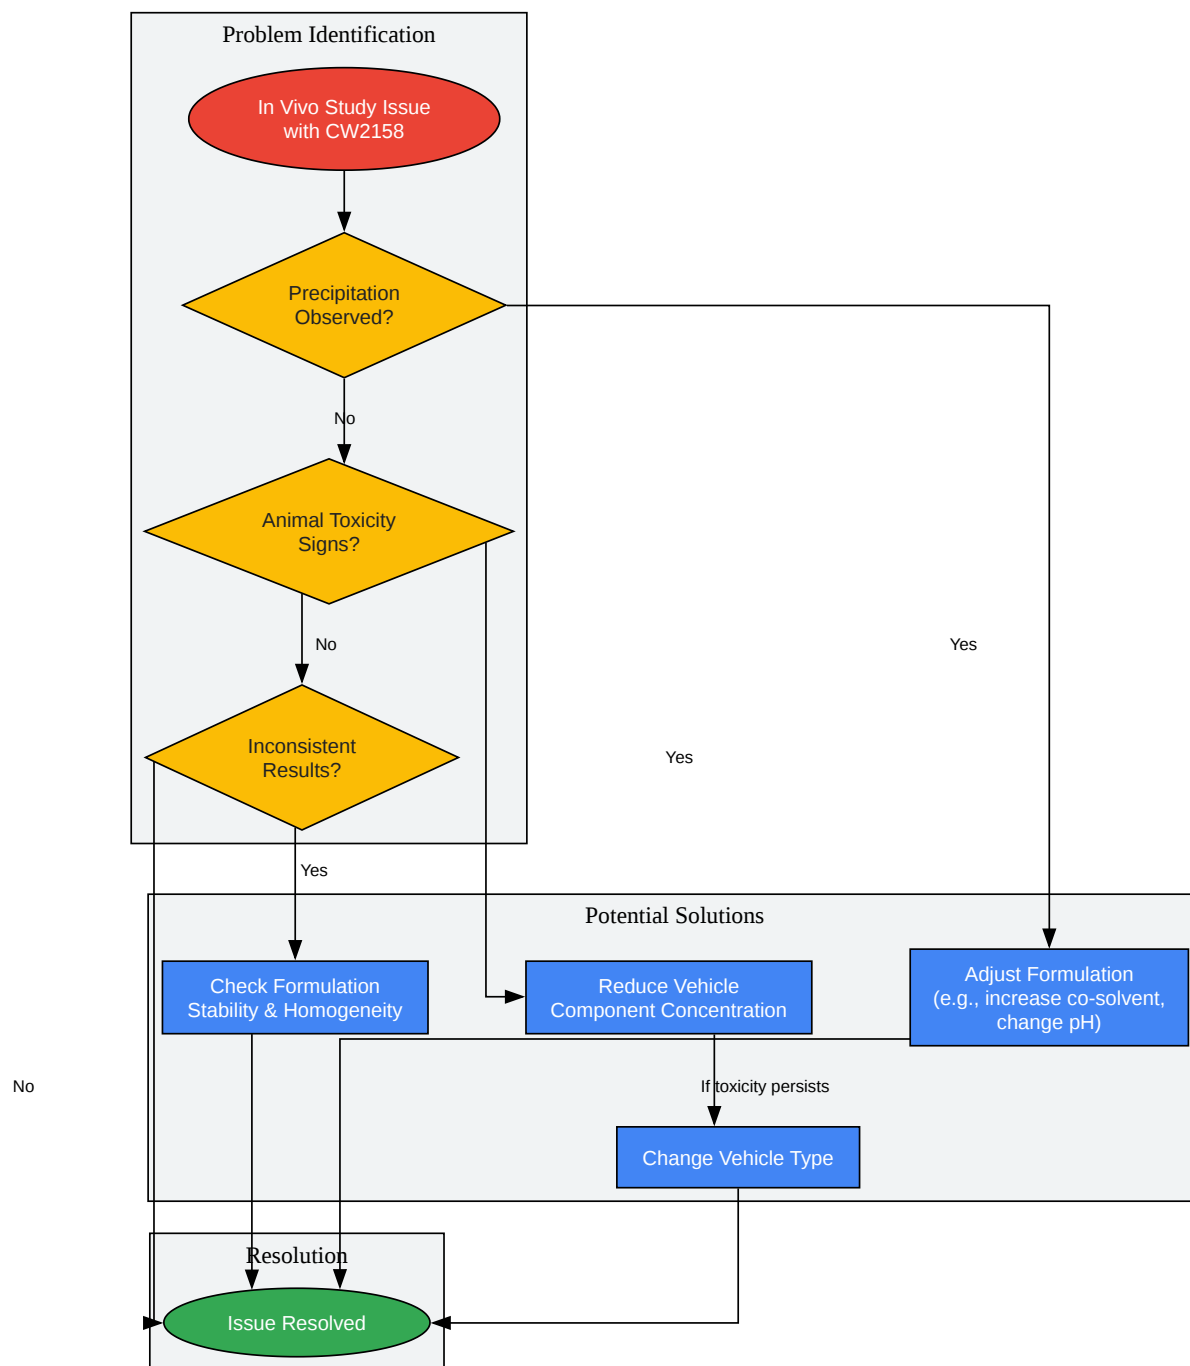 Problem Identification
In Vivo Study Issue
with CW2158
Precipitation
Observed?
No
Animal Toxicity
Signs?
No
Yes
Inconsistent
Results?
Yes
Yes
Potential Solutions
Check Formulation
Stability & Homogeneity
Reduce Vehicle
Component Concentration
Adjust Formulation
(e.g., increase co-solvent,
change pH)
No
If toxicity persists
Change Vehicle Type
Resolution
Issue Resolved